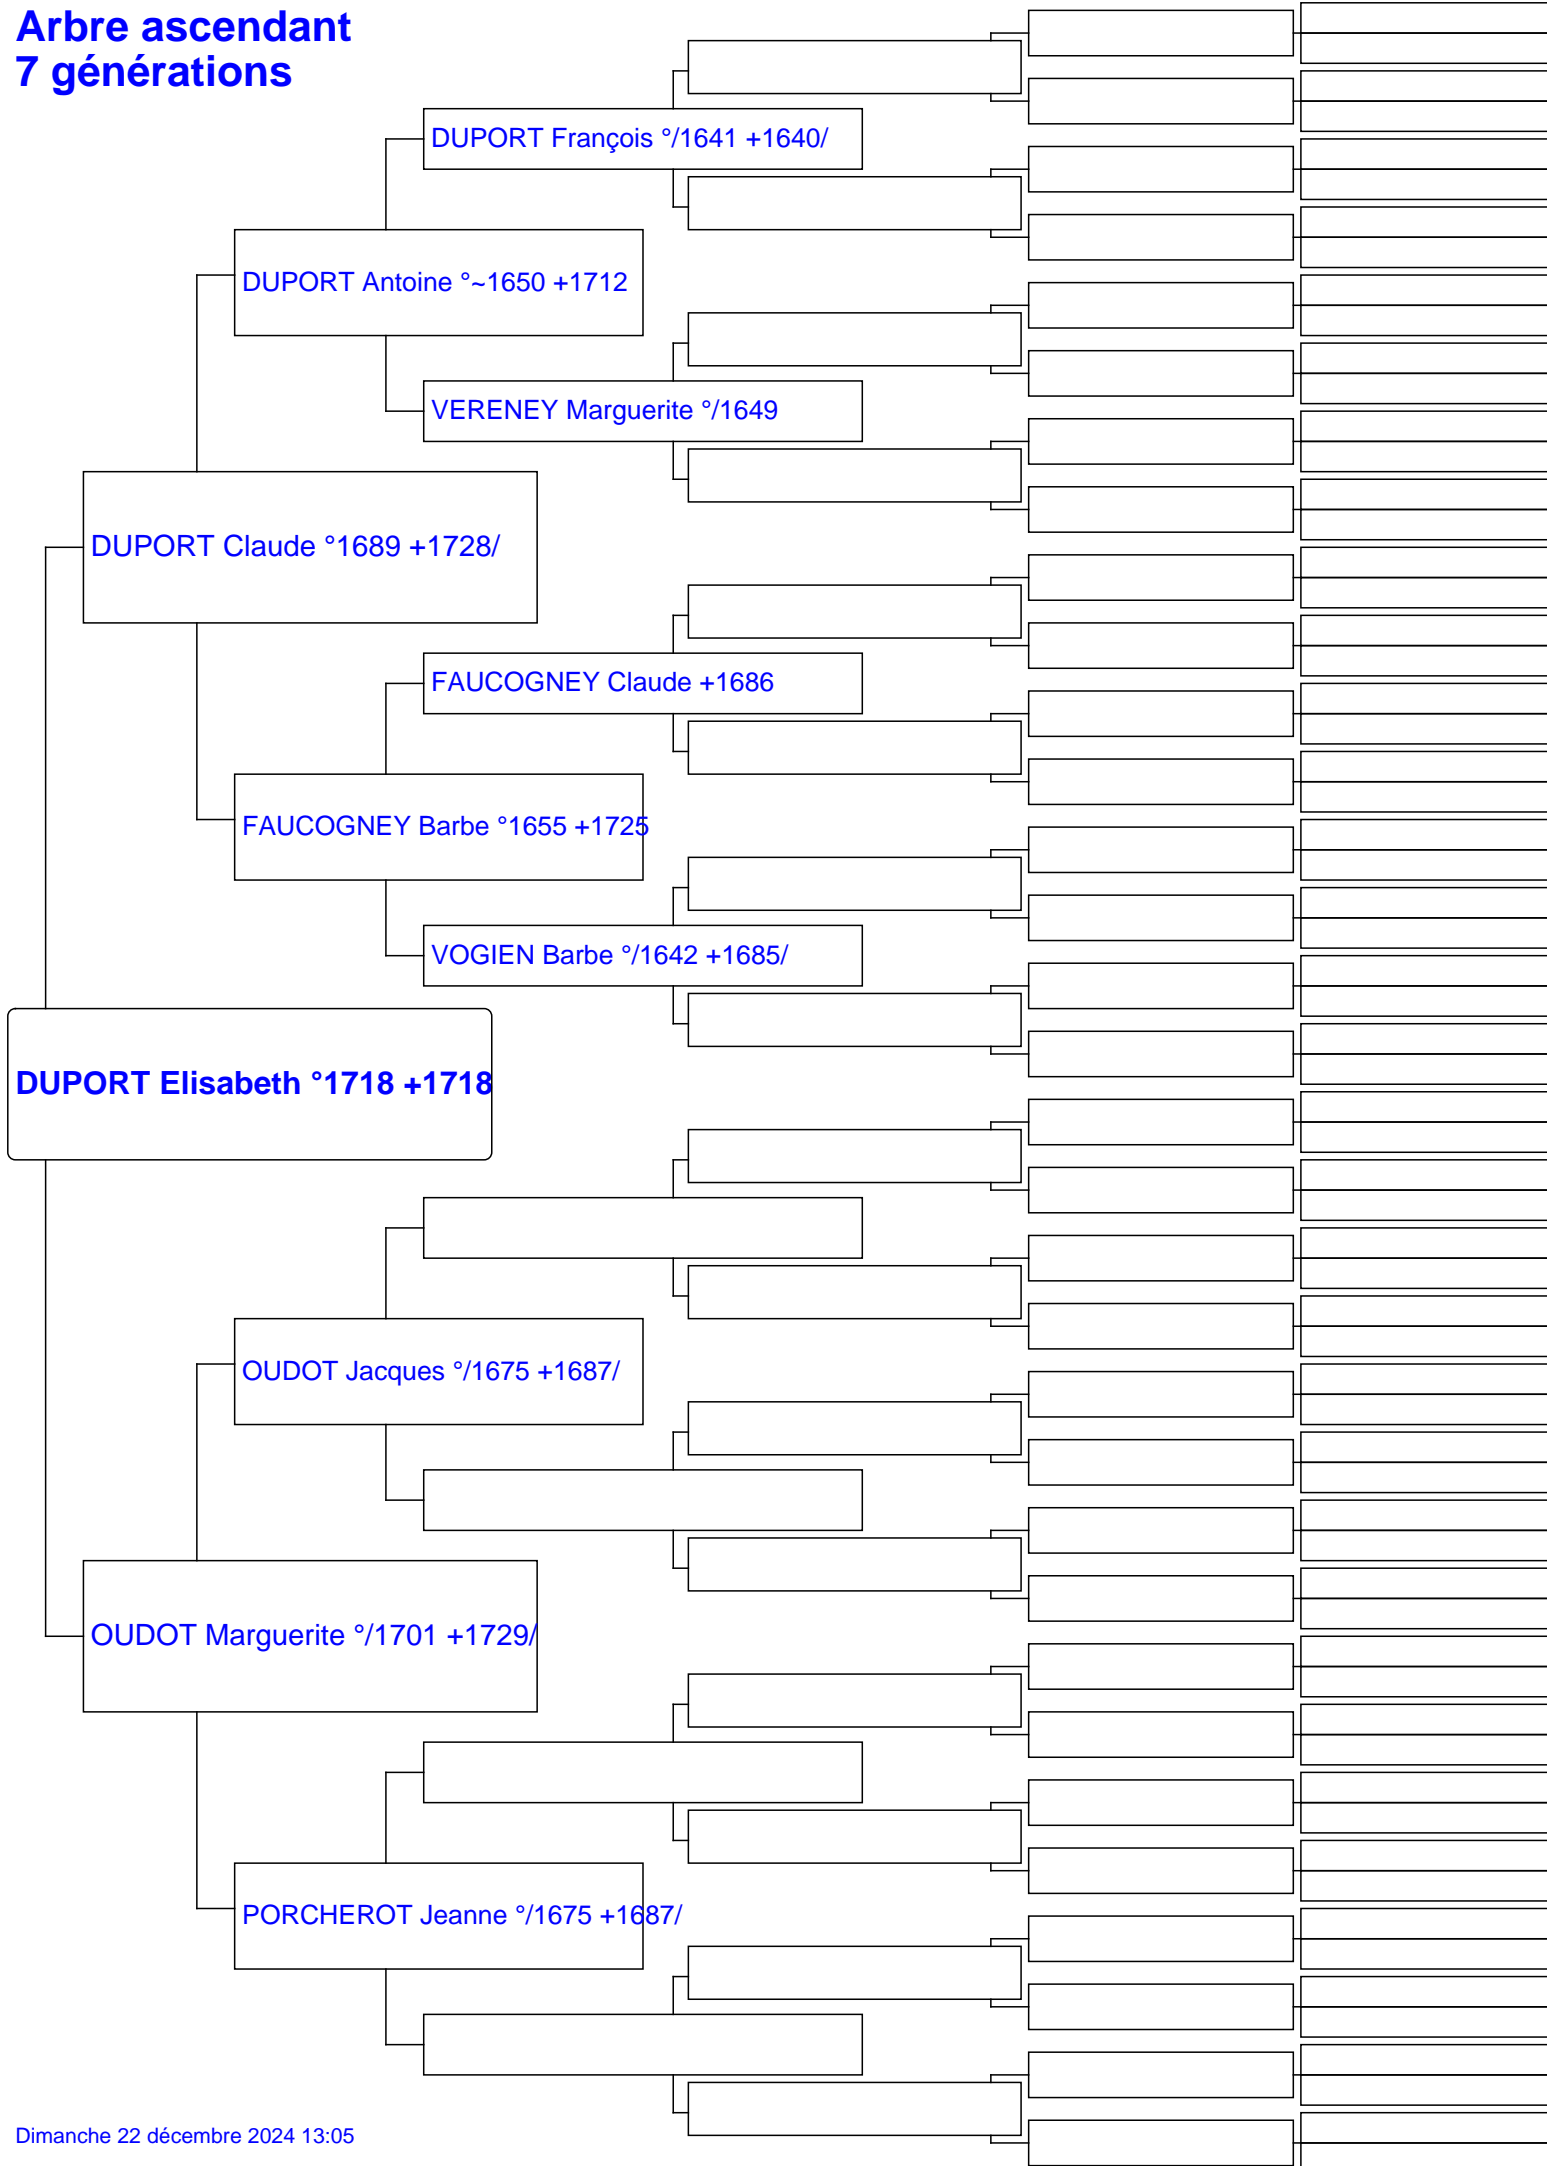 Arbre ascendant
7 générations
DUPORT François °/1641 +1640/
DUPORT Antoine °~1650 +1712
VERENEY Marguerite °/1649
DUPORT Claude °1689 +1728/
FAUCOGNEY Claude +1686
FAUCOGNEY Barbe °1655 +1725
VOGIEN Barbe °/1642 +1685/
DUPORT Elisabeth °1718 +1718
OUDOT Jacques °/1675 +1687/
OUDOT Marguerite °/1701 +1729/
PORCHEROT Jeanne °/1675 +1687/
Dimanche 22 décembre 2024 13:05